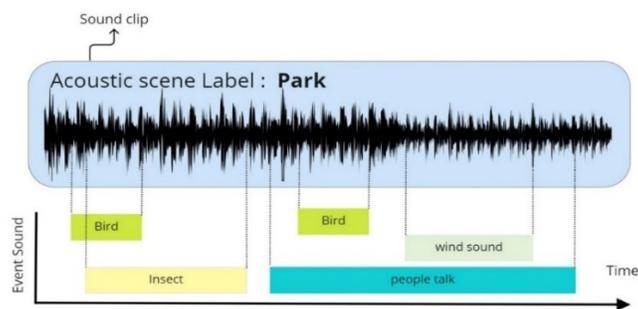 Sound clip
Acoustic scene Label : Park
Event Sound
Bird
Bird
wind sound
Insect
people talk
Time